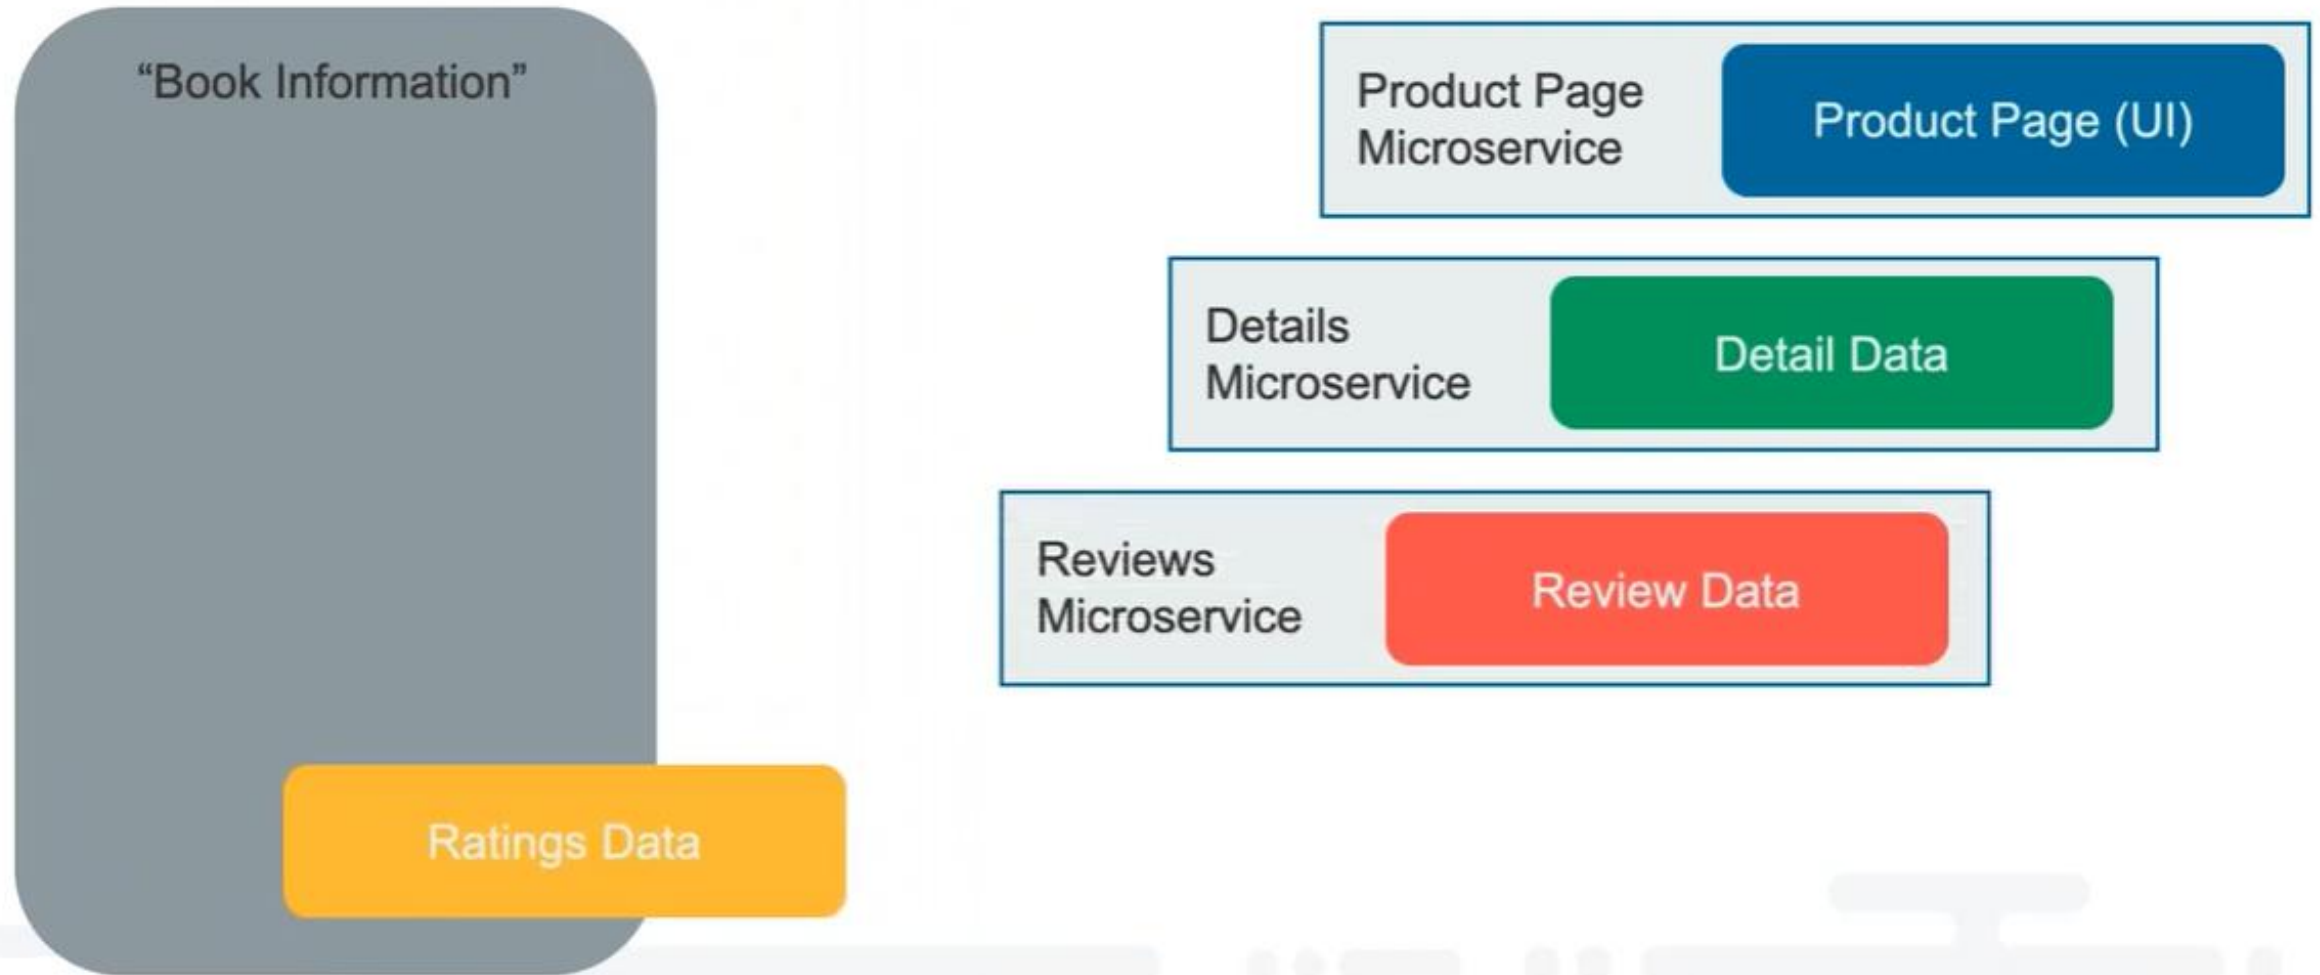 “Book Information”
Product Page
Microservice
Product Page (UI)
Details
Microservice
Detail Data
Reviews
Microservice
Review Data
Ratings Data